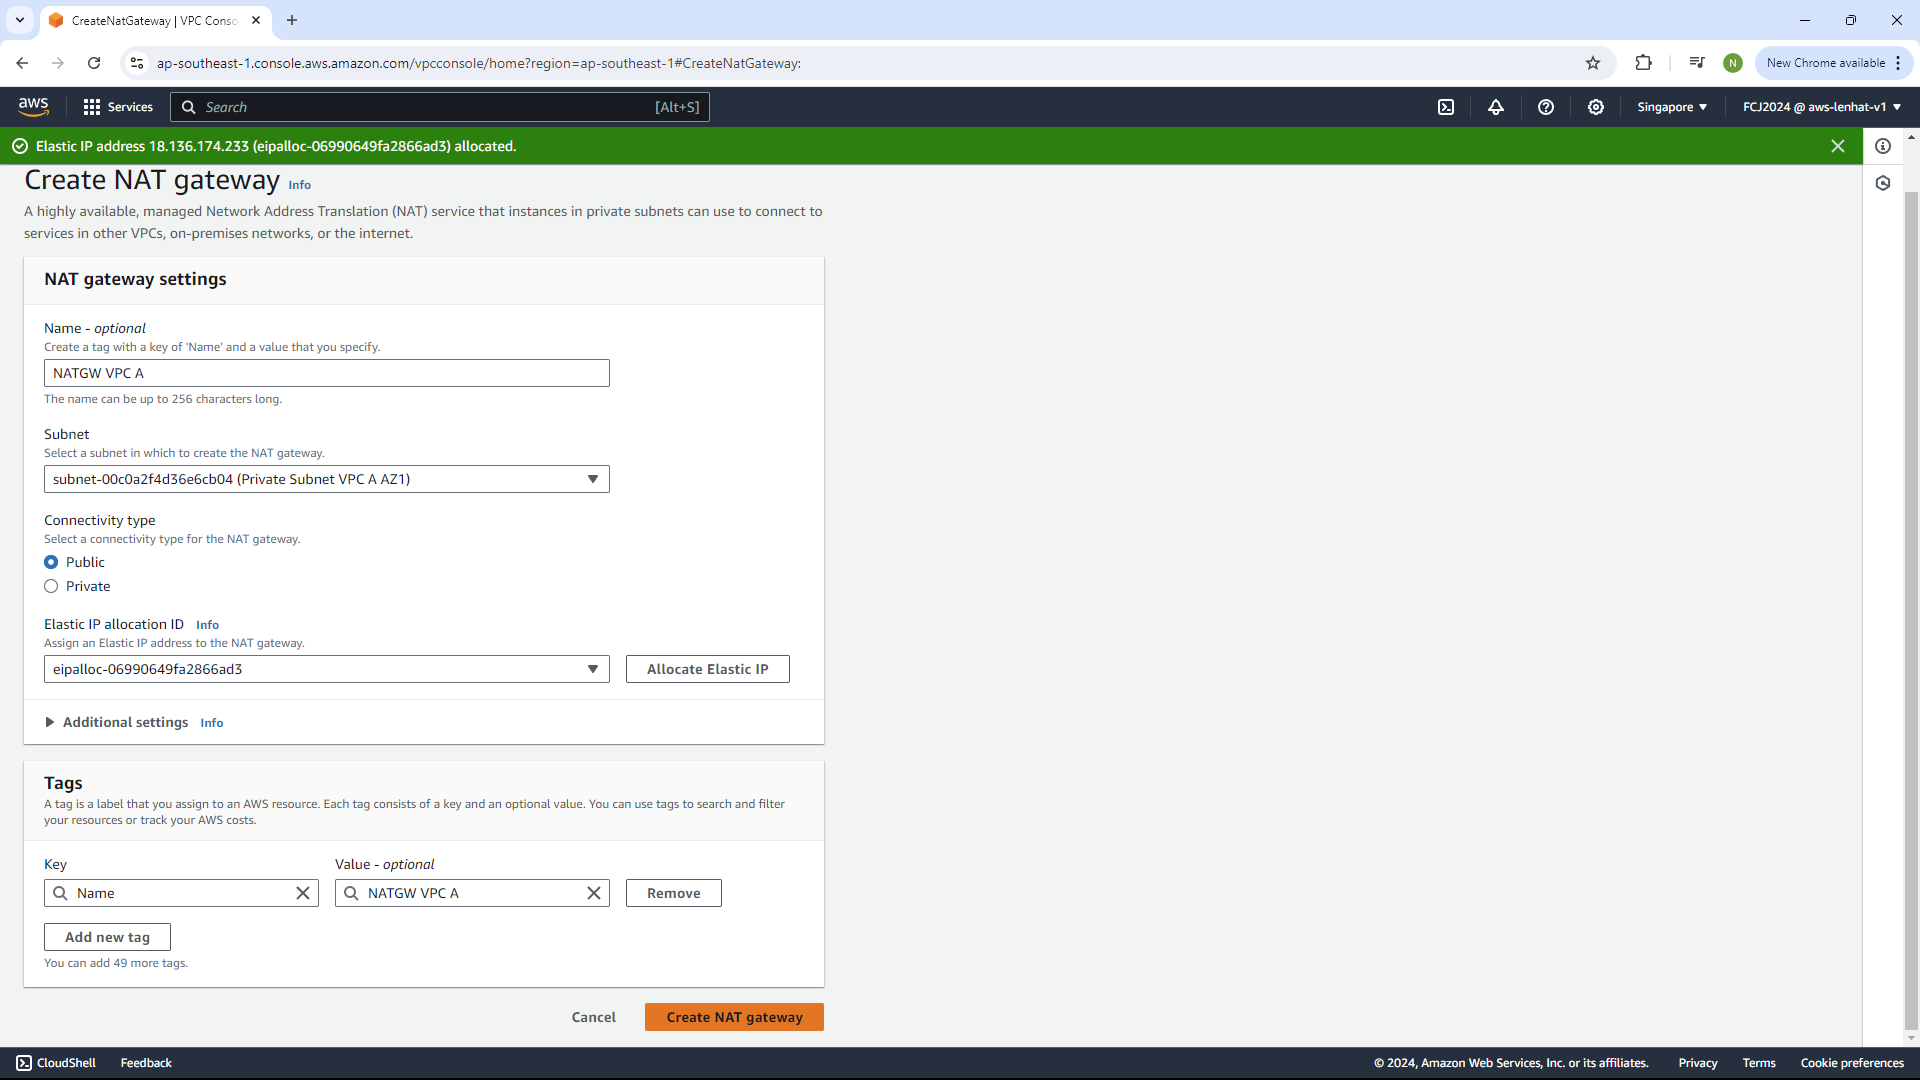 CreateNatGateway | VPC Conso
ap-southeast-1.console.aws.amazon.com/vpcconsole/home?region=ap-southeast-1#CreateNatGateway:
N
New Chrome available
aws
Services
Search
[Alt+S]
Singapore
FCJ2024 @ aws-lenhat-v1
Elastic IP address 18.136.174.233 (eipalloc-06990649fa2866ad3) allocated.
Create NAT gateway Info
A highly available, managed Network Address Translation (NAT) service that instances in private subnets can use to connect to
services in other VPCs, on-premises networks, or the internet.
NAT gateway settings
Name - optional
Create a tag with a key of 'Name' and a value that you specify.
NATGW VPC A
The name can be up to 256 characters long.
Subnet
Select a subnet in which to create the NAT gateway.
subnet-00c0a2f4d36e6cb04 (Private Subnet VPC A AZ1)
Connectivity type
Select a connectivity type for the NAT gateway.
Public
Private
Elastic IP allocation ID Info
Assign an Elastic IP address to the NAT gateway.
eipalloc-06990649fa2866ad3
Allocate Elastic IP
Additional settings Info
Tags
A tag is a label that you assign to an AWS resource. Each tag consists of a key and an optional value. You can use tags to search and filter
your resources or track your AWS costs.
Key
Value - optional
Name
NATGW VPC A
Remove
Add new tag
You can add 49 more tags.
Cancel
Create NAT gateway
CloudShell
Feedback
© 2024, Amazon Web Services, Inc. or its affiliates.
Privacy
Terms
Cookie preferences